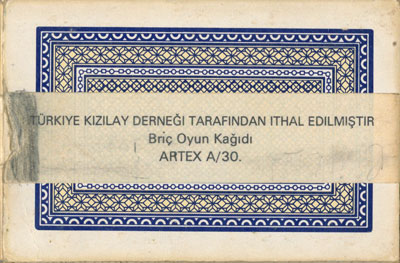 TÜRKIYE KIZILAY DERNEĞI TARAFINDAN ITHAL EDILMIŞTIR
Briç Oyun Kağıdı
ARTEX A/30.